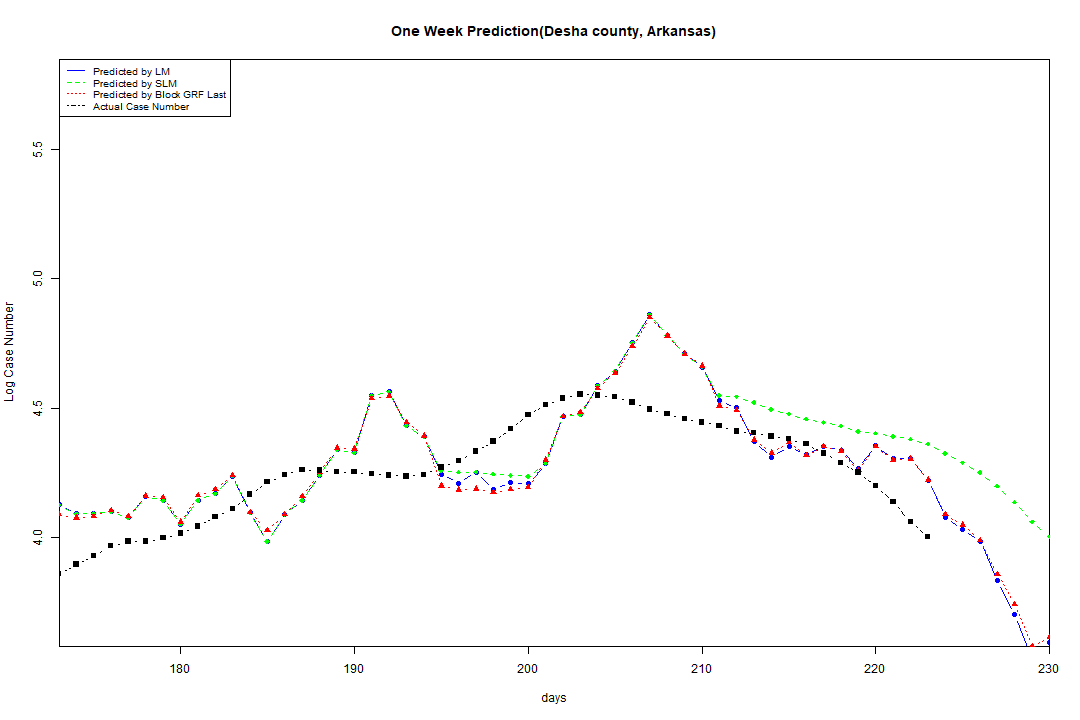 One Week Prediction(Desha county, Arkansas)
Predicted by LM
Predicted by SLM
Predicted by Block GRF Last
Actual Case Number
5.5
5.0
4.5
4.0
Log Case Number
180 190 200 210 220 230
days